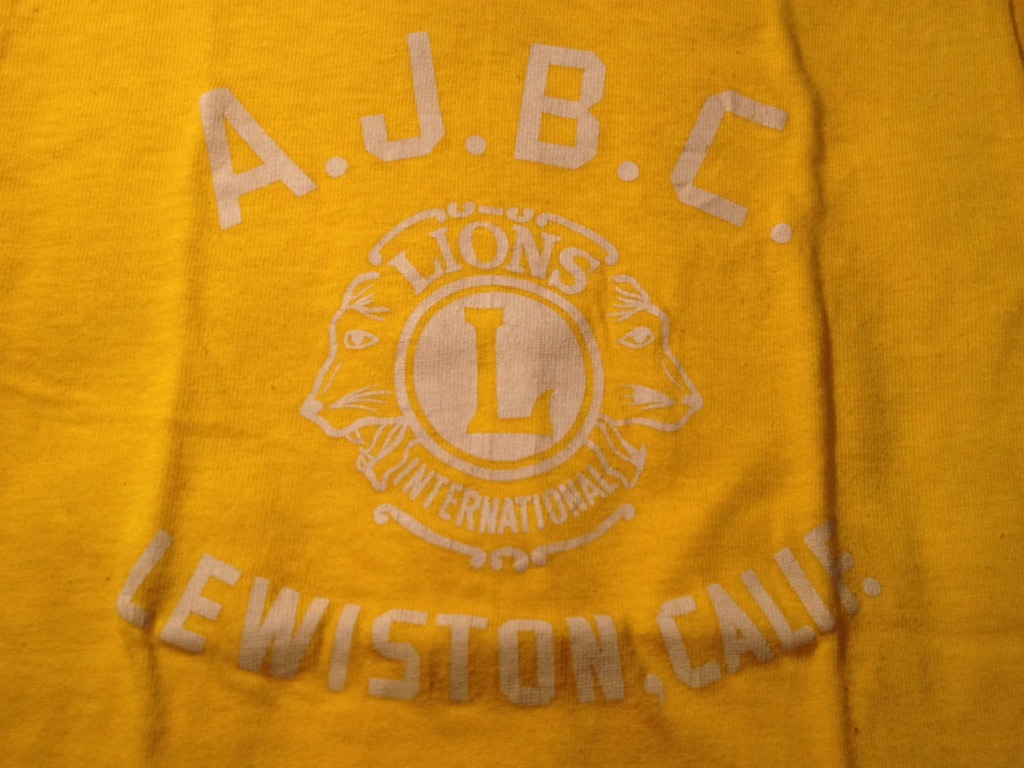 A.J.B.C.
LIONS
L
INTERNATIONAL
LEWISTON, CALIF.